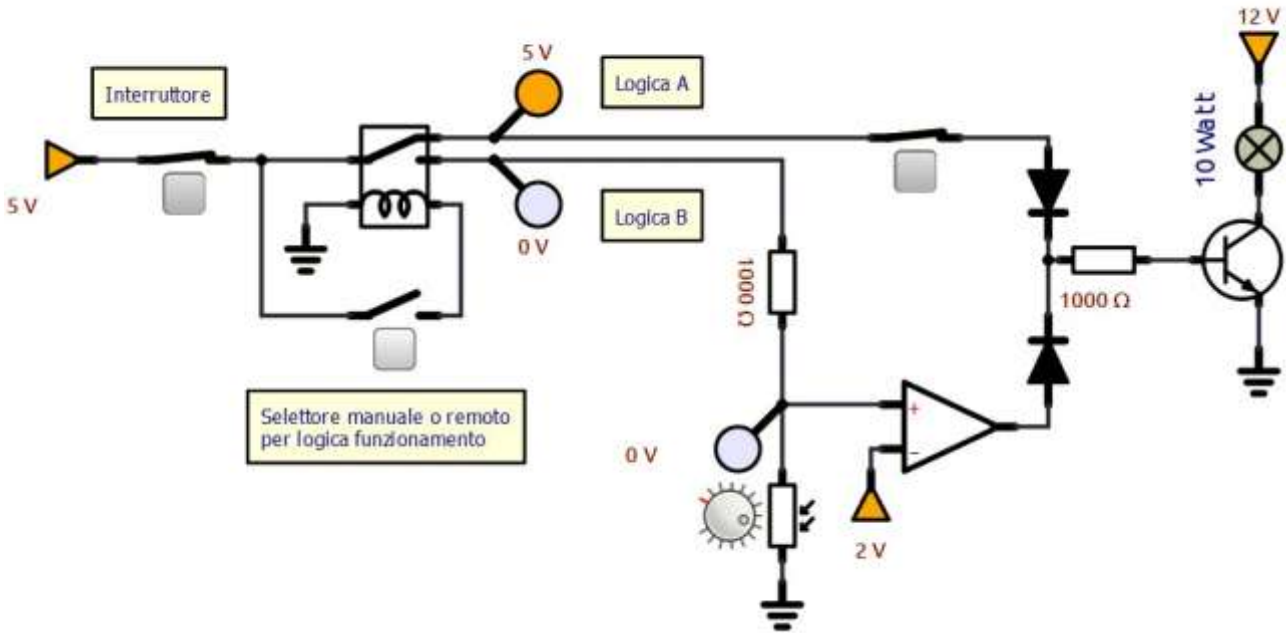 12 V
5 V
Logica A
Interruttore
10 Watt
5 V
Logica B
0 V
1000 Ω
1000 Ω
Selettore manuale o remoto
per logica funzionamento
+
0 V
−
2 V